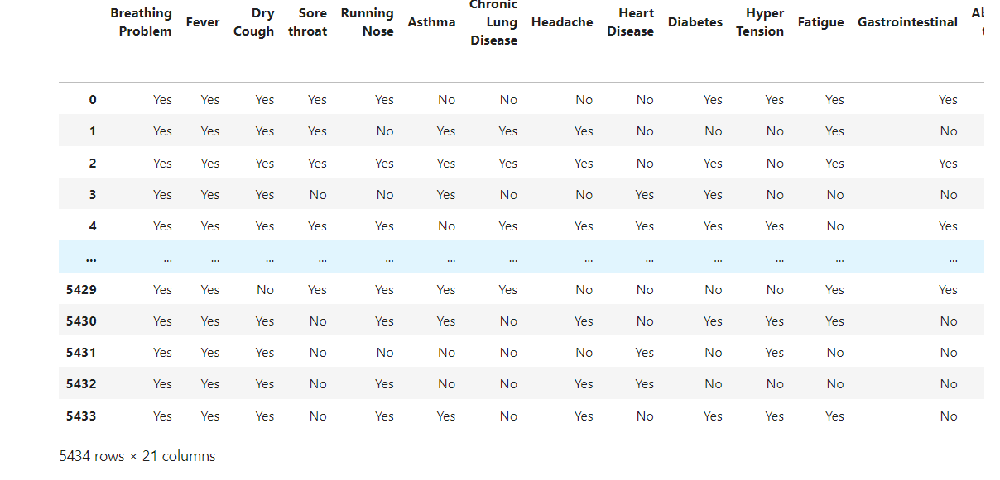 Breathing Problem Fever Dry Cough Sore throat Running Nose Asthma Chronic Lung Disease Headache Heart Disease Diabetes Hyper Tension Fatigue Gastrointestinal
0 Yes Yes Yes Yes Yes No No No No Yes Yes Yes Yes
1 Yes Yes Yes Yes No Yes Yes Yes No No No Yes No
2 Yes Yes Yes Yes Yes Yes Yes Yes No Yes No Yes Yes
3 Yes Yes Yes No No Yes No No Yes Yes No No No
4 Yes Yes Yes Yes Yes No Yes Yes Yes Yes Yes No Yes
... ... ... ... ... ... ... ... ... ... ... ... ... ...
5429 Yes Yes No Yes Yes Yes Yes No No No No Yes Yes
5430 Yes Yes Yes No Yes Yes No Yes No Yes Yes Yes No
5431 Yes Yes Yes No No No No No Yes No Yes No No
5432 Yes Yes Yes No Yes No No Yes Yes No No No No
5433 Yes Yes Yes No Yes Yes No Yes No Yes Yes Yes No
5434 rows × 21 columns